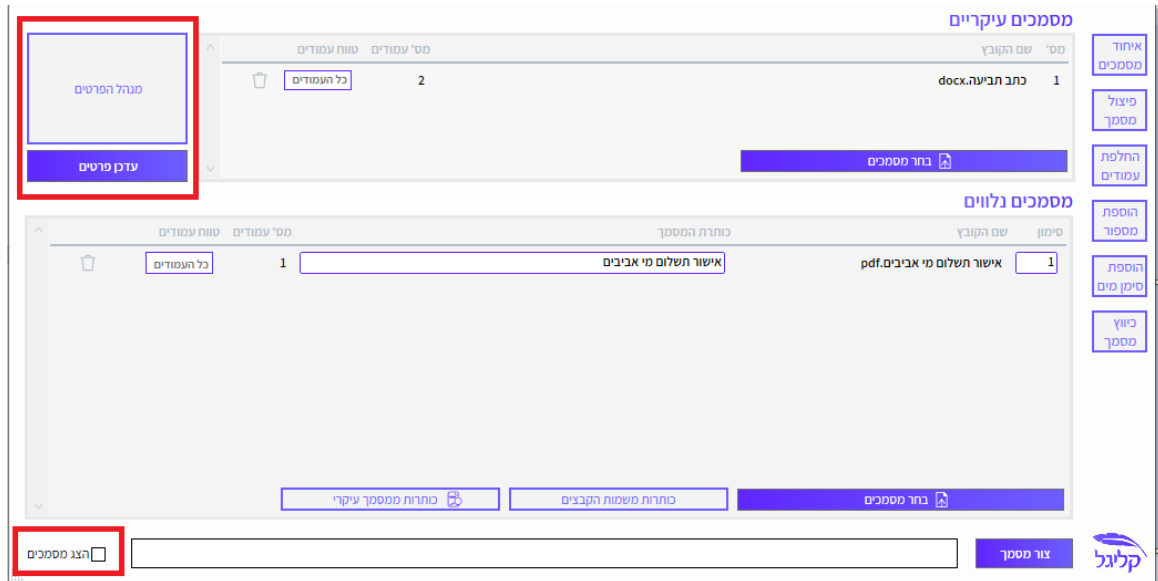 מסמכים עיקריים
איחוד
מסמכים
פיצול
מסמך
החלפת
עמודים
הוספת
מספור
הוספת
סימן מים
כיווץ
מסמך
מס' שם הקובץ מס' עמודים טווח עמודים
1 כתב תביעה.docx 2 כל העמודים
בחר מסמכים
מנהל הפרטים
עדכן פרטים
מסמכים נלווים
סימון שם הקובץ כותרת המסמך מס' עמודים טווח עמודים
1 אישור תשלום מי אביבים.pdf אישור תשלום מי אביבים 1 כל העמודים
בחר מסמכים כותרות משמות הקבצים כותרות ממסמך עיקרי
קליגל
צור מסמך הצג מסמכים